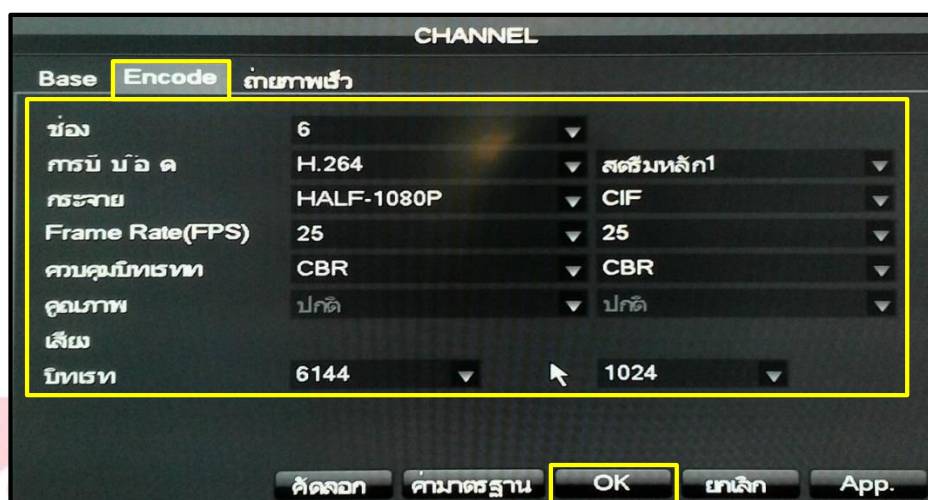 CHANNEL
Base Encode ถ่ายภาพเร็ว
ช่อง 6
การบี บ อ ด H.264 สตรีมหลัก1
กระจาย HALF-1080P CIF
Frame Rate(FPS) 25 25
ควบคุมบิทเรทท CBR CBR
คูณภาพ ปกติ ปกติ
เสียง
บิทเรท 6144 1024
คัดลอก ค่ามาตรฐาน OK ยกเลิก App.